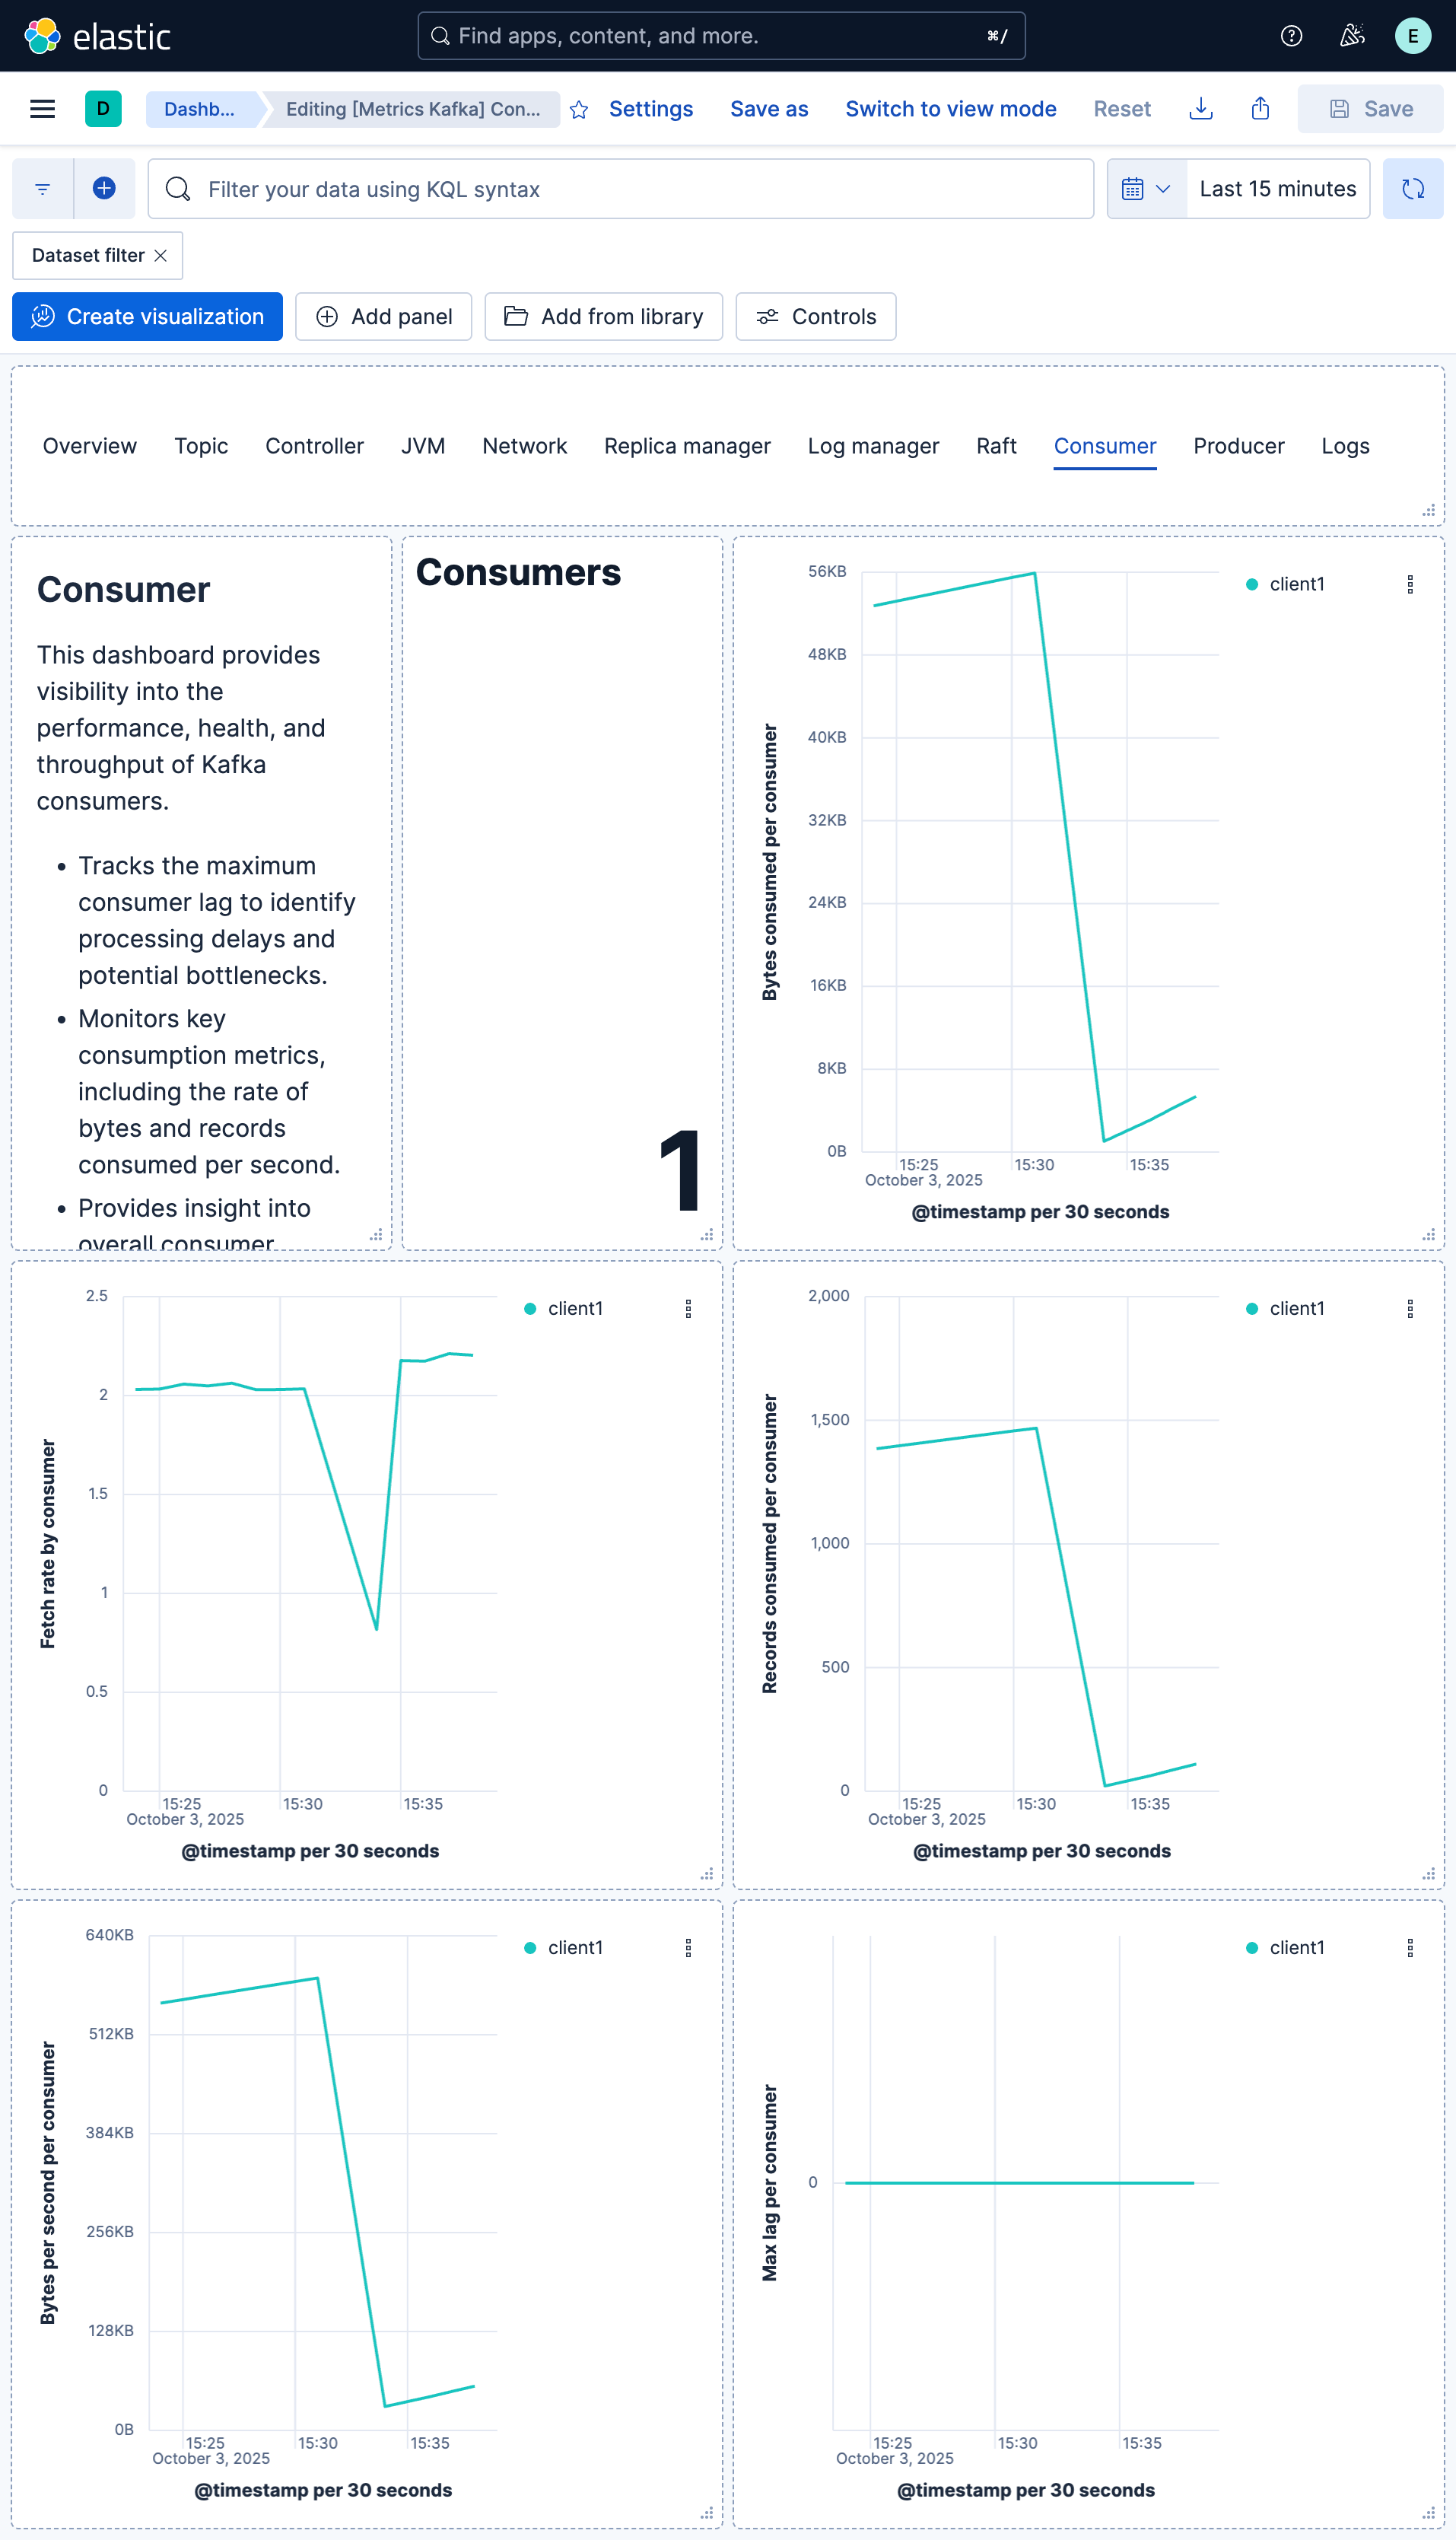 elastic
Find apps, content, and more.
⌘/
E
D
Dashb...
Editing [Metrics Kafka] Con...
Settings
Save as
Switch to view mode
Reset
Save
Filter your data using KQL syntax
Last 15 minutes
Dataset filter
Create visualization
Add panel
Add from library
Controls
Overview
Topic
Controller
JVM
Network
Replica manager
Log manager
Raft
Consumer
Producer
Logs
Consumer
This dashboard provides
visibility into the
performance, health, and
throughput of Kafka
consumers.
• Tracks the maximum
consumer lag to identify
processing delays and
potential bottlenecks.
• Monitors key
consumption metrics,
including the rate of
bytes and records
consumed per second.
• Provides insight into
overall consumer
Consumers
1
Bytes consumed per consumer
56KB
48KB
40KB
32KB
24KB
16KB
8KB
0B
15:25
15:30
15:35
October 3, 2025
@timestamp per 30 seconds
client1
Fetch rate by consumer
2.5
2
1.5
1
0.5
0
15:25
15:30
15:35
October 3, 2025
@timestamp per 30 seconds
client1
Records consumed per consumer
2,000
1,500
1,000
500
0
15:25
15:30
15:35
October 3, 2025
@timestamp per 30 seconds
client1
Bytes per second per consumer
640KB
512KB
384KB
256KB
128KB
0B
15:25
15:30
15:35
October 3, 2025
@timestamp per 30 seconds
client1
Max lag per consumer
0
15:25
15:30
15:35
October 3, 2025
@timestamp per 30 seconds
client1